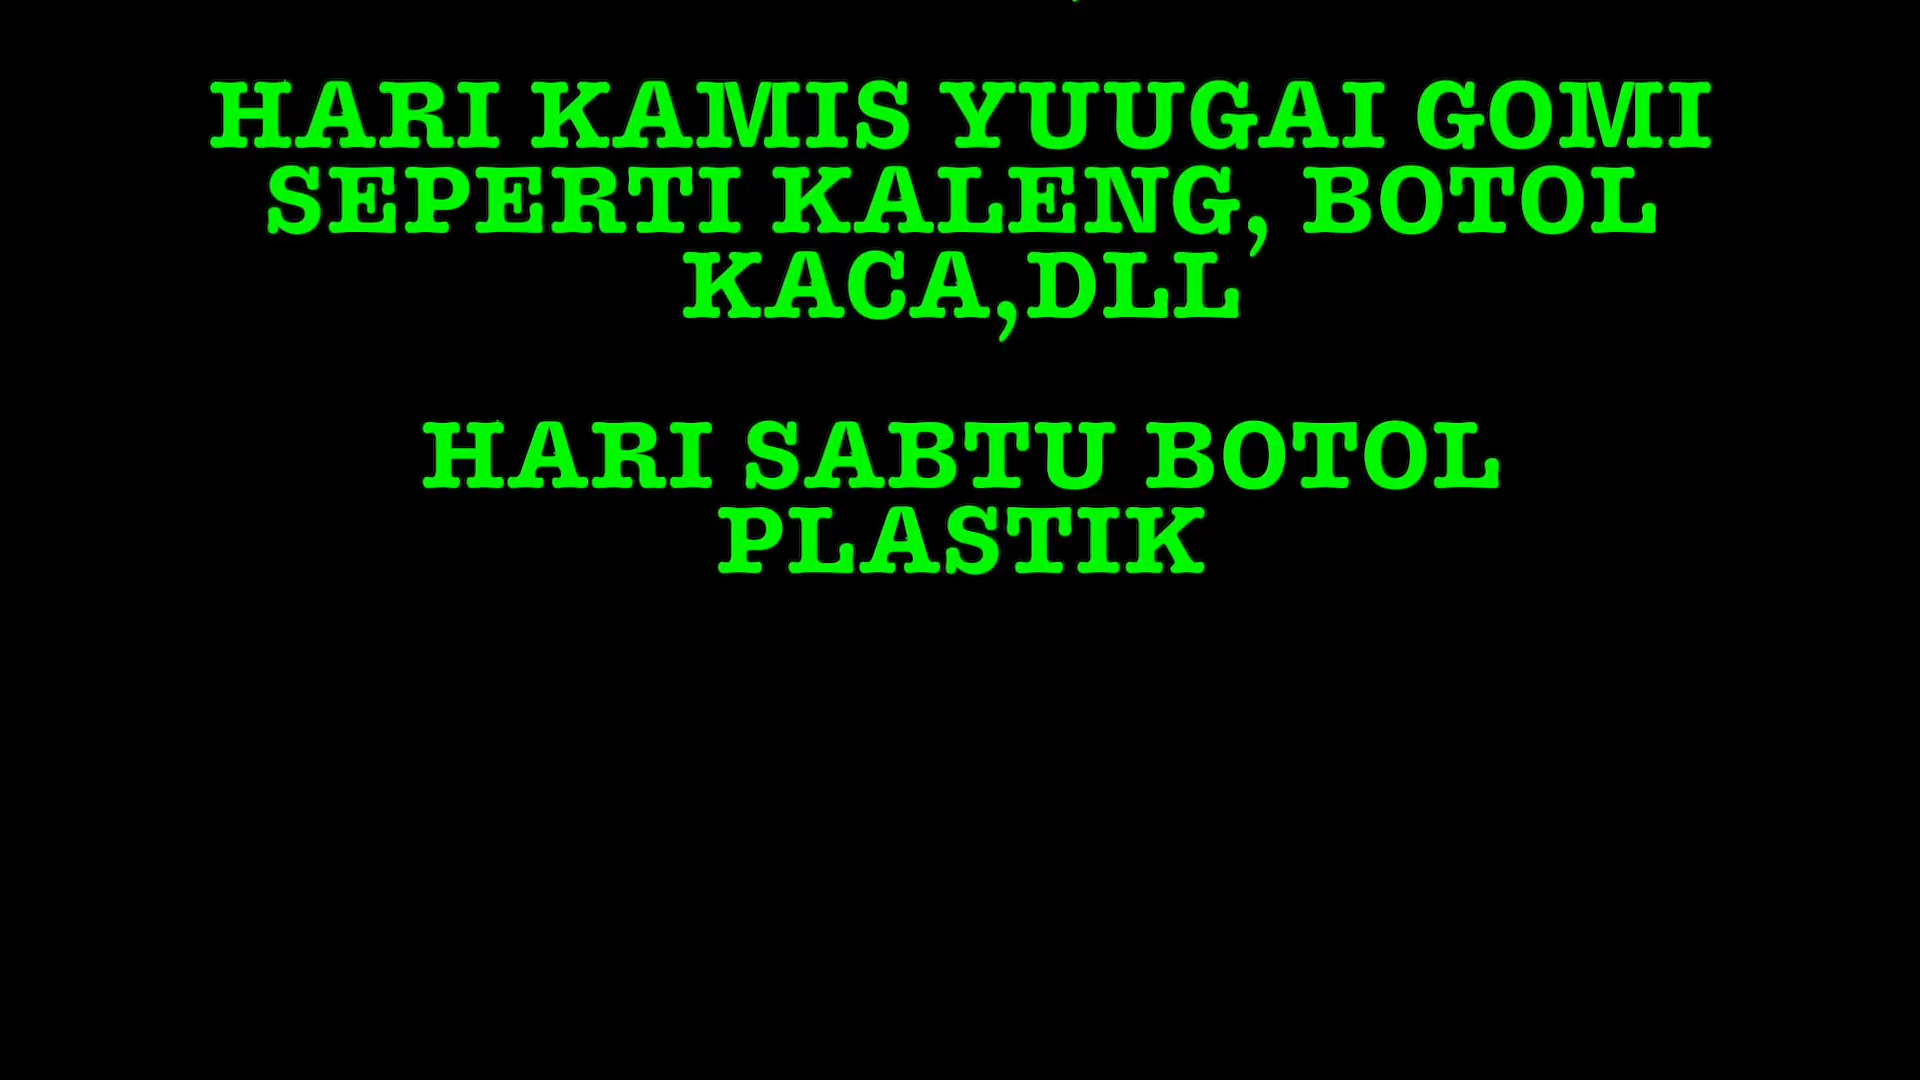 HARI KAMIS YUUGAI GOMI
SEPERTI KALENG, BOTOL
KACA,DLL
HARI SABTU BOTOL
PLASTIK